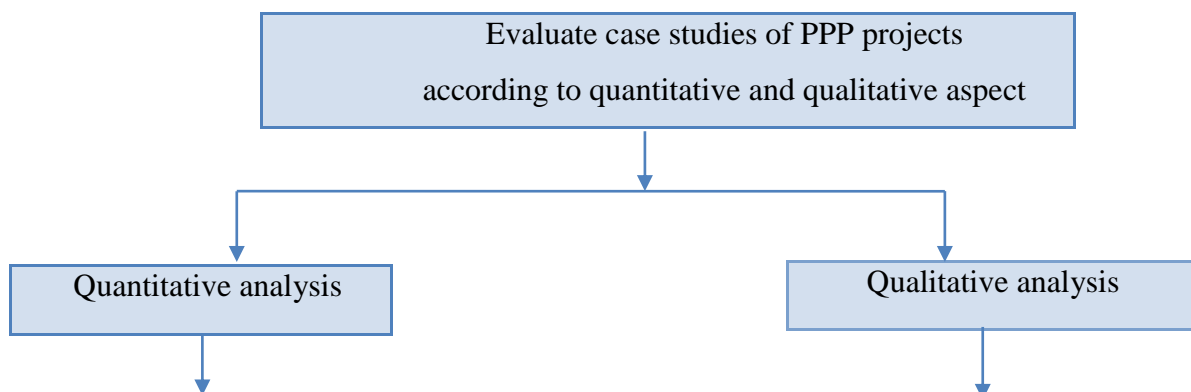 Evaluate case studies of PPP projects
according to quantitative and qualitative aspect
Quantitative analysis
Qualitative analysis